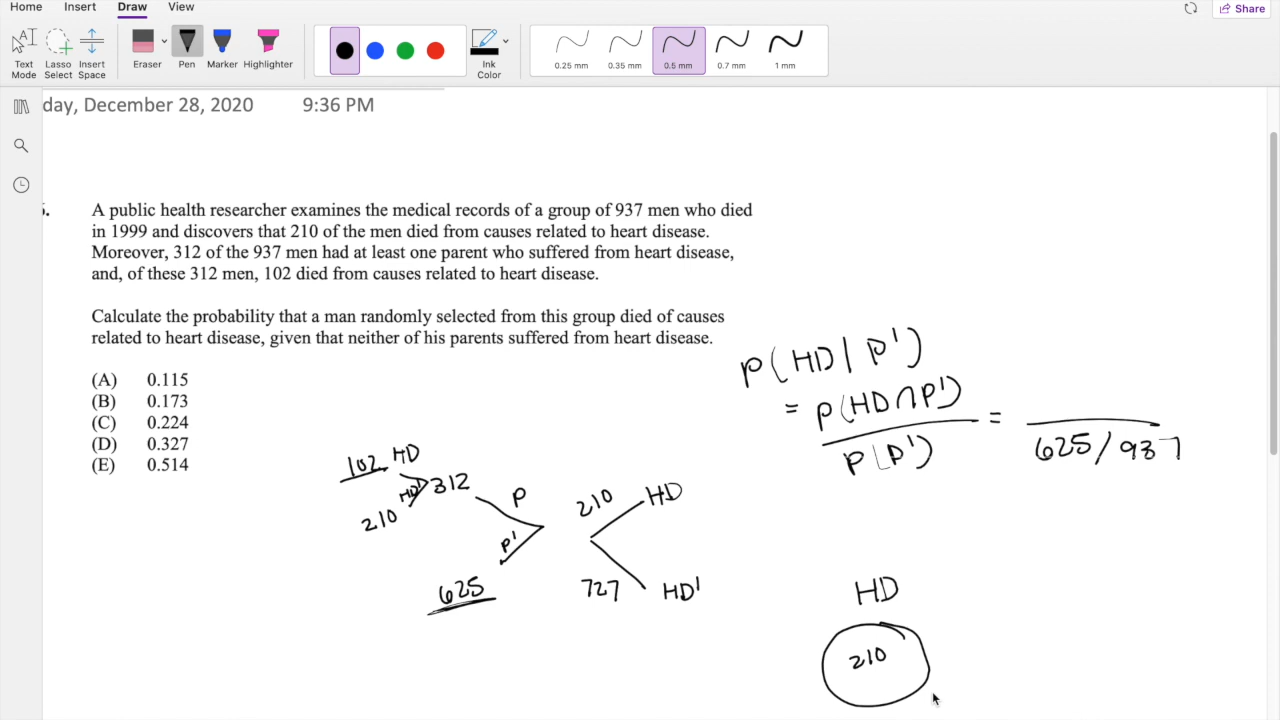 Home Insert Draw View
Share
Text Mode
Lasso Select
Insert Space
Eraser
Pen
Marker
Highlighter
Ink Color
0.25 mm
0.35 mm
0.5 mm
0.7 mm
1 mm
day, December 28, 2020 9:36 PM
A public health researcher examines the medical records of a group of 937 men who died
in 1999 and discovers that 210 of the men died from causes related to heart disease.
Moreover, 312 of the 937 men had at least one parent who suffered from heart disease,
and, of these 312 men, 102 died from causes related to heart disease.
Calculate the probability that a man randomly selected from this group died of causes
related to heart disease, given that neither of his parents suffered from heart disease.
(A) 0.115
(B) 0.173
(C) 0.224
(D) 0.327
(E) 0.514
P(HD|P')
= P(HD∩P') =
P(P') 625/937
102 HD
HD' 312
210
P
P'
625
210 HD
727 HD'
HD
210